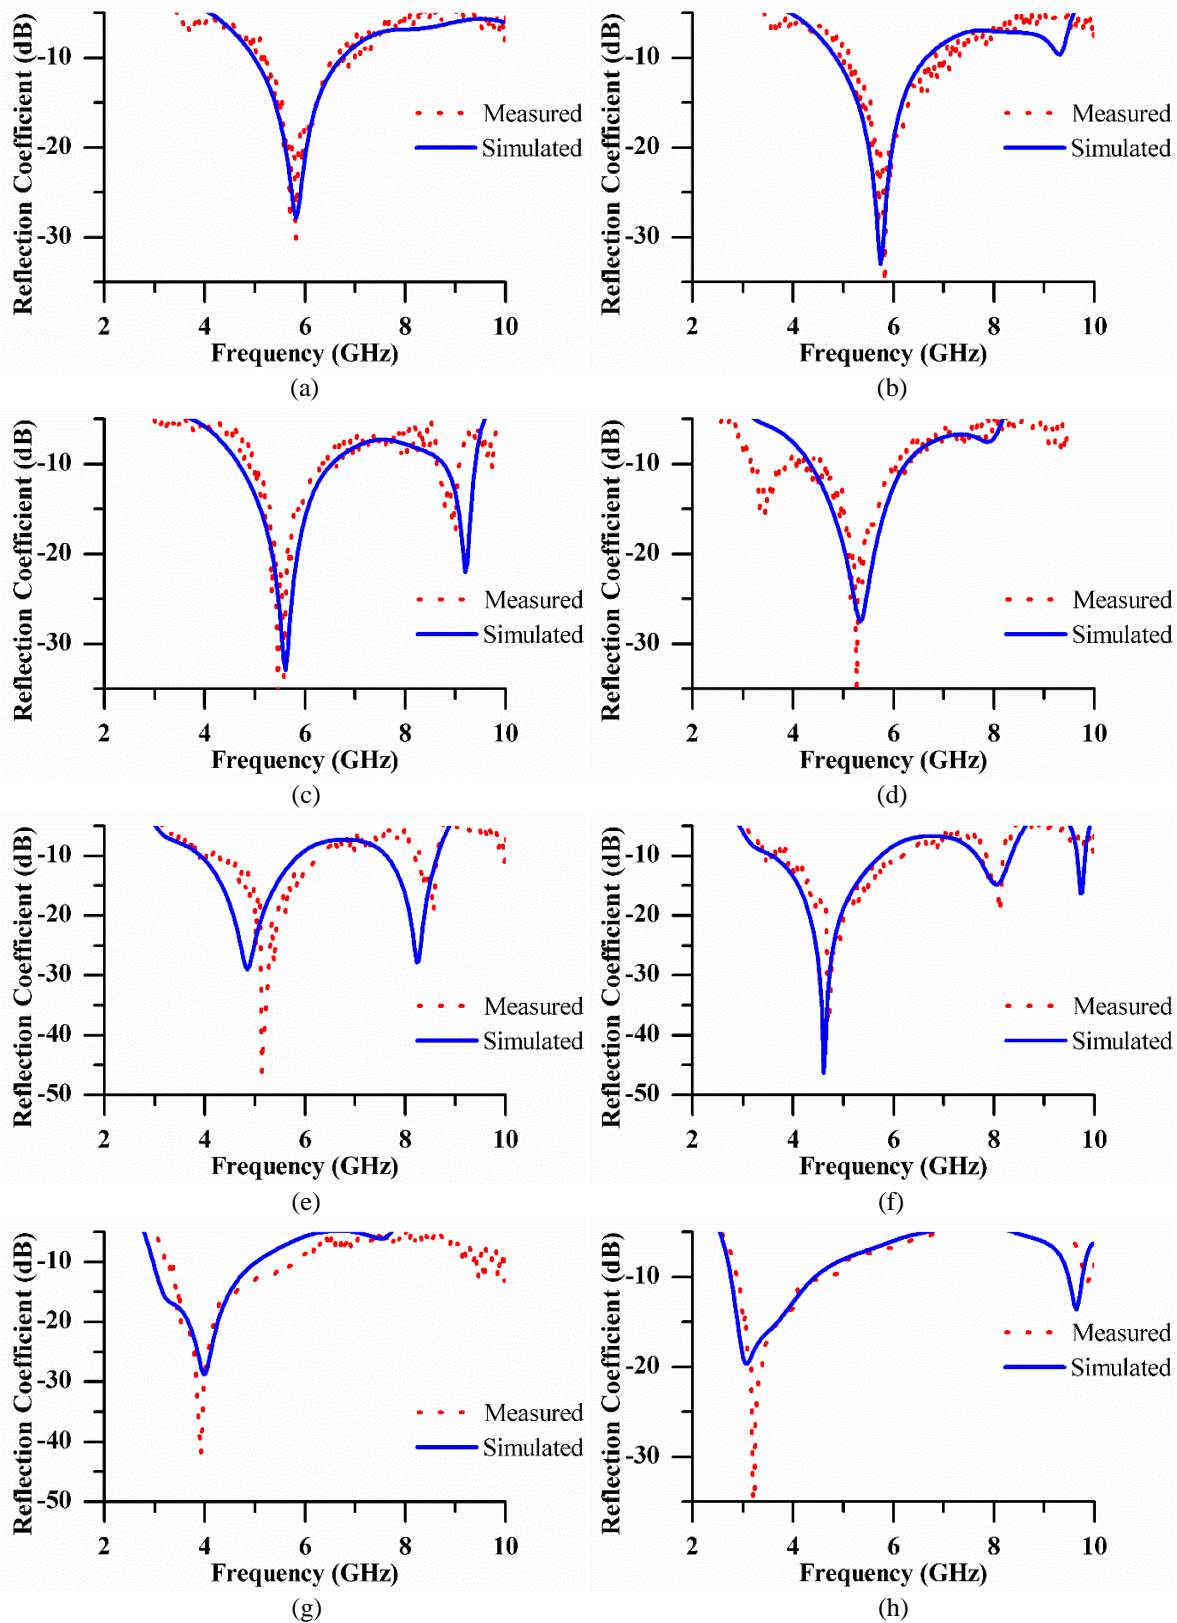 Reflection Coefficient (dB)
-10
-20
-30
Measured
Simulated
2 4 6 8 10
Frequency (GHz)
(a)
Reflection Coefficient (dB)
-10
-20
-30
Measured
Simulated
2 4 6 8 10
Frequency (GHz)
(b)
Reflection Coefficient (dB)
-10
-20
-30
Measured
Simulated
2 4 6 8 10
Frequency (GHz)
(c)
Reflection Coefficient (dB)
-10
-20
-30
Measured
Simulated
2 4 6 8 10
Frequency (GHz)
(d)
Reflection Coefficient (dB)
-10
-20
-30
-40
-50
Measured
Simulated
2 4 6 8 10
Frequency (GHz)
(e)
Reflection Coefficient (dB)
-10
-20
-30
-40
-50
Measured
Simulated
2 4 6 8 10
Frequency (GHz)
(f)
Reflection Coefficient (dB)
-10
-20
-30
-40
-50
Measured
Simulated
2 4 6 8 10
Frequency (GHz)
(g)
Reflection Coefficient (dB)
-10
-20
-30
Measured
Simulated
2 4 6 8 10
Frequency (GHz)
(h)